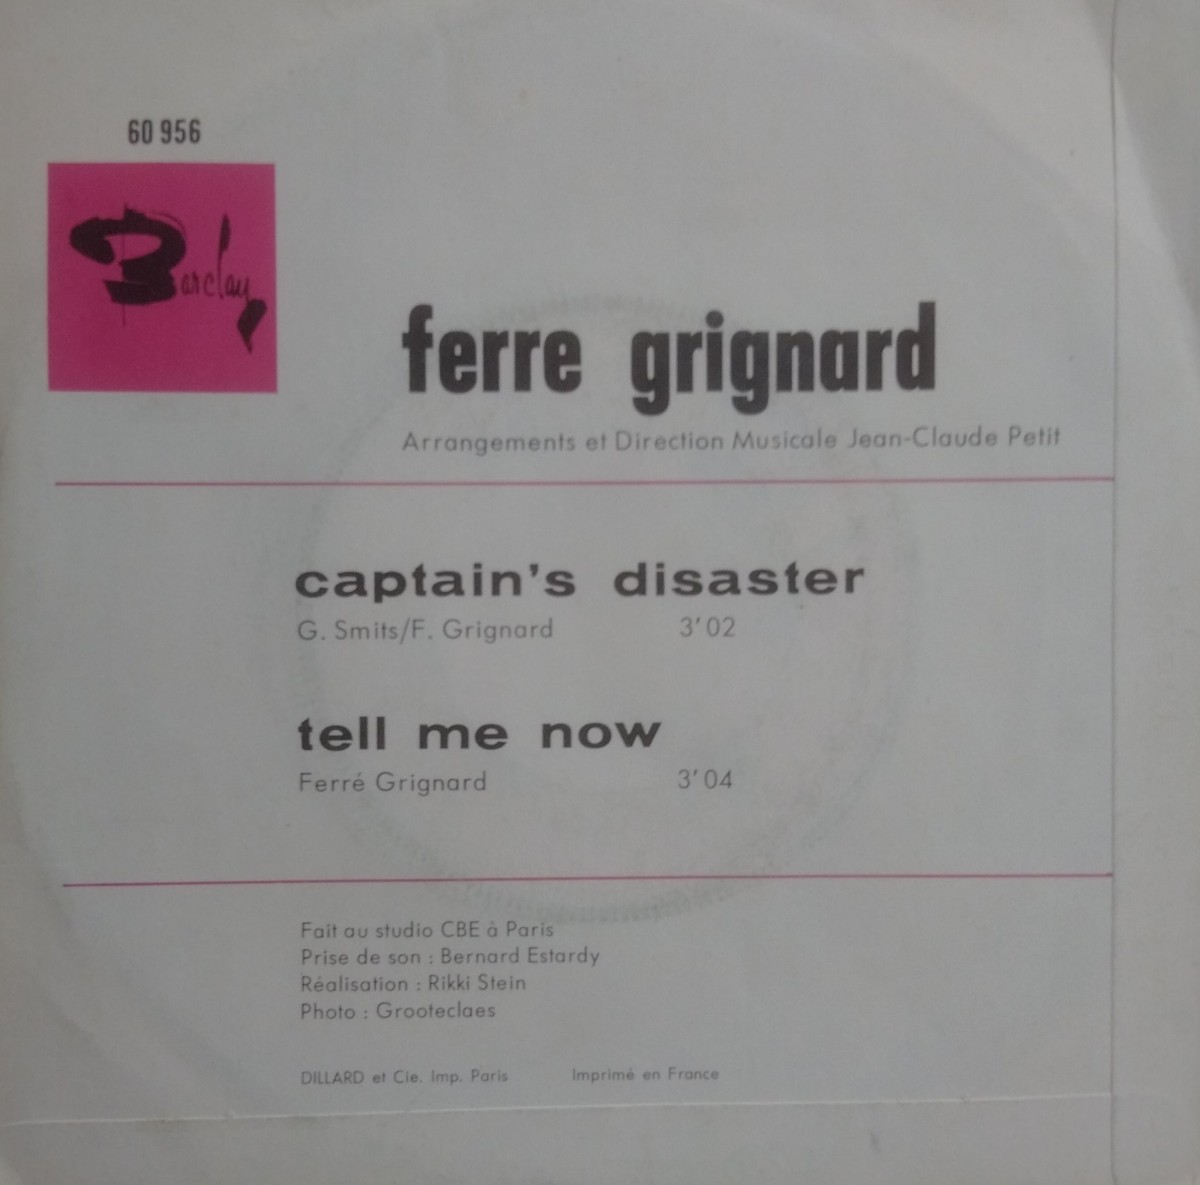 60 956
Barclay
ferre grignard
Arrangements et Direction Musicale Jean-Claude Petit
captain's disaster
G. Smits/F. Grignard 3'02
tell me now
Ferré Grignard 3'04
Fait au studio CBE à Paris
Prise de son : Bernard Estardy
Réalisation : Rikki Stein
Photo : Grooteclaes
DILLARD et Cie. Imp. Paris Imprimé en France